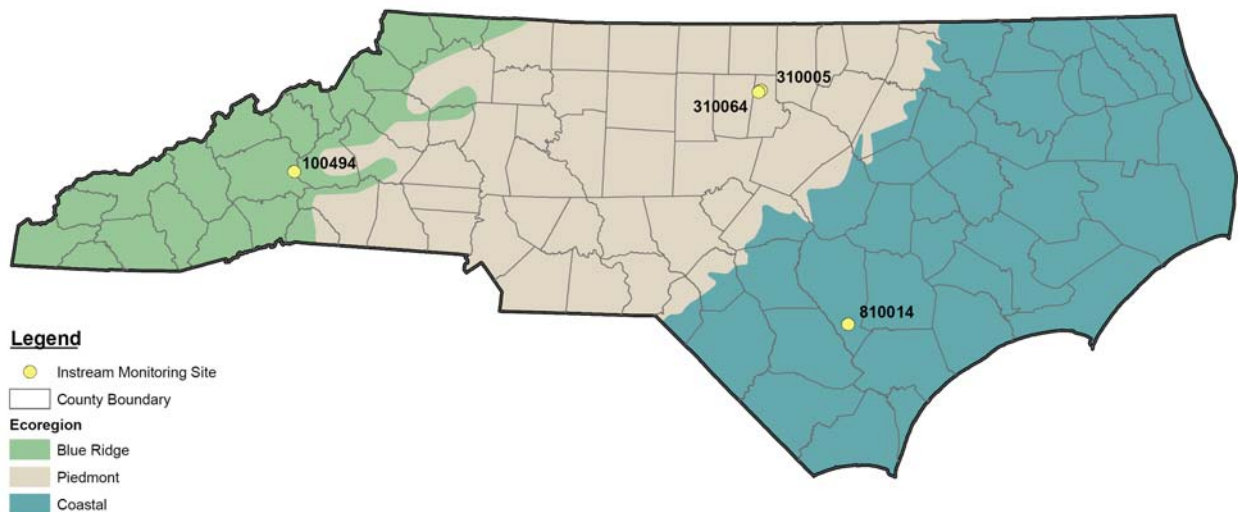 310005
310064
100494
810014
Legend
Instream Monitoring Site
County Boundary
Ecoregion
Blue Ridge
Piedmont
Coastal